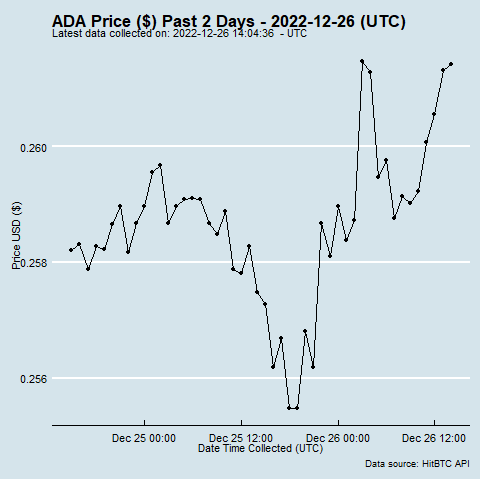 ADA Price ($) Past 2 Days - 2022-12-26 (UTC)
Latest data collected on: 2022-12-26 14:04:36 - UTC
0.260
0.258
0.256
Price USD ($)
Dec 25 00:00
Dec 25 12:00
Dec 26 00:00
Dec 26 12:00
Date Time Collected (UTC)
Data source: HitBTC API